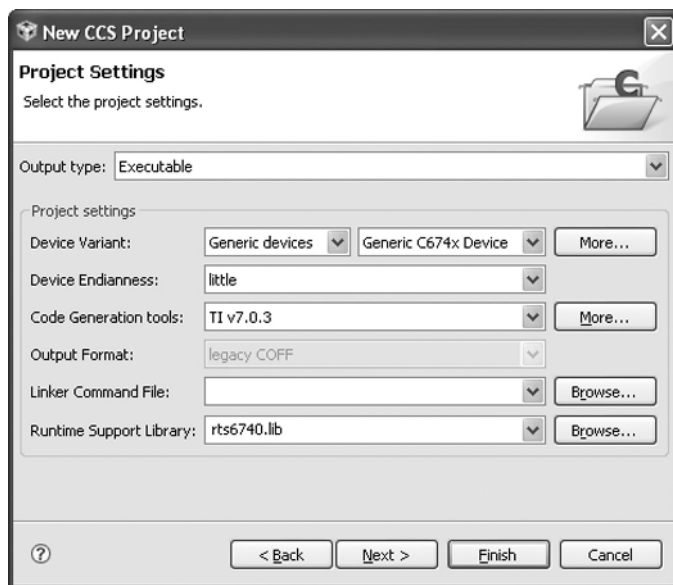 New CCS Project
Project Settings
Select the project settings.
Output type: Executable
Project settings
Device Variant: Generic devices Generic C674x Device More...
Device Endianness: little
Code Generation tools: TI v7.0.3 More...
Output Format: legacy COFF
Linker Command File: Browse...
Runtime Support Library: rts6740.lib Browse...
? < Back Next > Finish Cancel